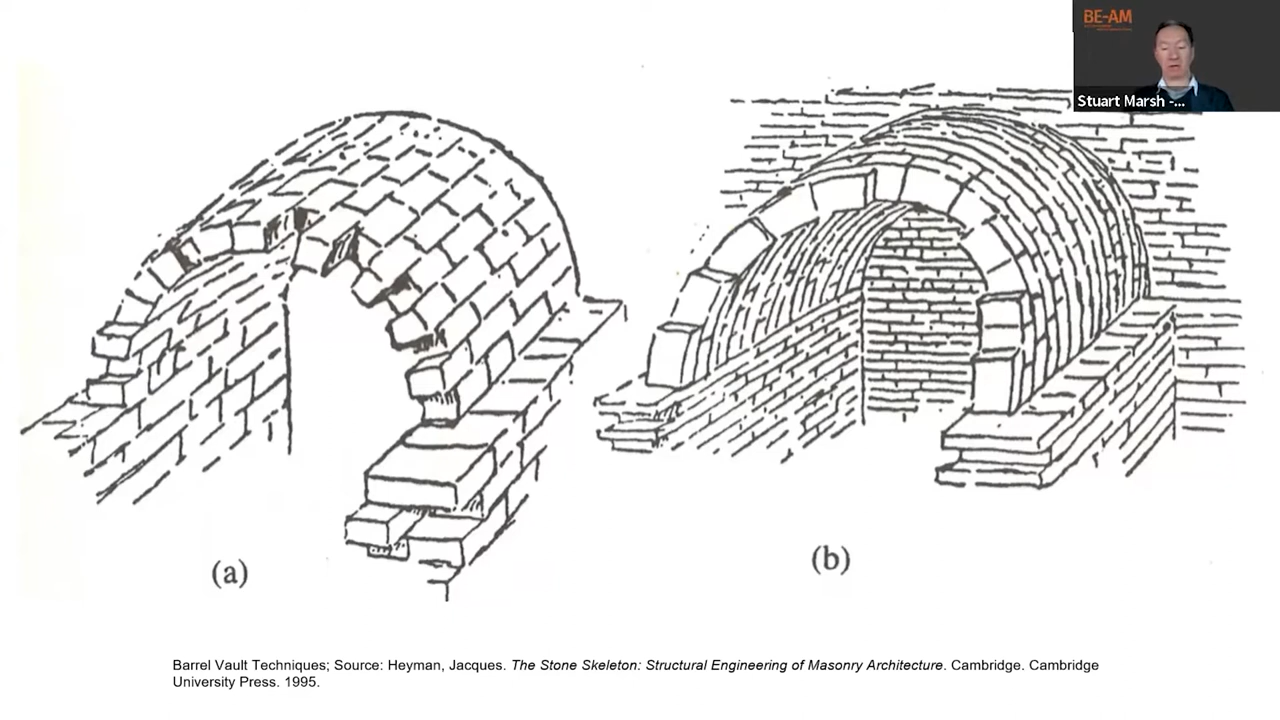 BE-AM
Stuart Marsh -...
(a)
(b)
Barrel Vault Techniques; Source: Heyman, Jacques. The Stone Skeleton: Structural Engineering of Masonry Architecture. Cambridge. Cambridge
University Press. 1995.